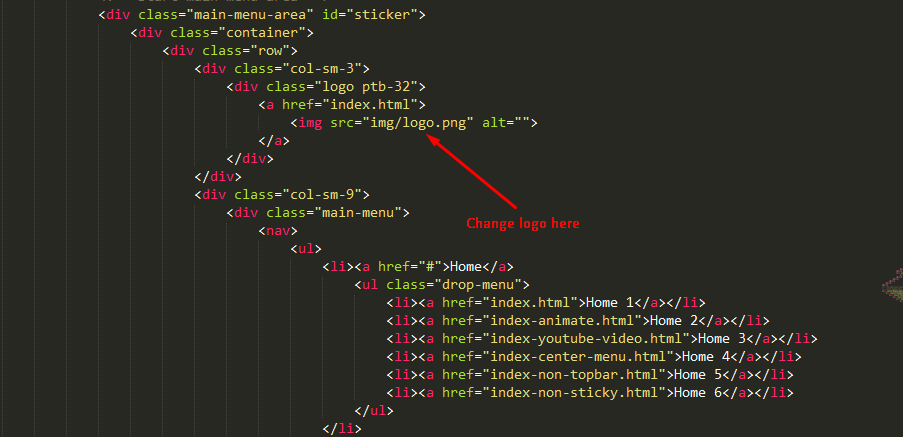 <div class="main-menu-area" id="sticker">
<div class="container">
<div class="row">
<div class="col-sm-3">
<div class="logo ptb-32">
<a href="index.html">
<img src="img/logo.png" alt="">
</a>
</div>
</div>
<div class="col-sm-9">
<div class="main-menu">
Change logo here
<nav>
<ul>
<li><a href="#">Home</a>
<ul class="drop-menu">
<li><a href="index.html">Home 1</a></li>
<li><a href="index-animate.html">Home 2</a></li>
<li><a href="index-youtube-video.html">Home 3</a></li>
<li><a href="index-center-menu.html">Home 4</a></li>
<li><a href="index-non-topbar.html">Home 5</a></li>
<li><a href="index-non-sticky.html">Home 6</a></li>
</ul>
</li>